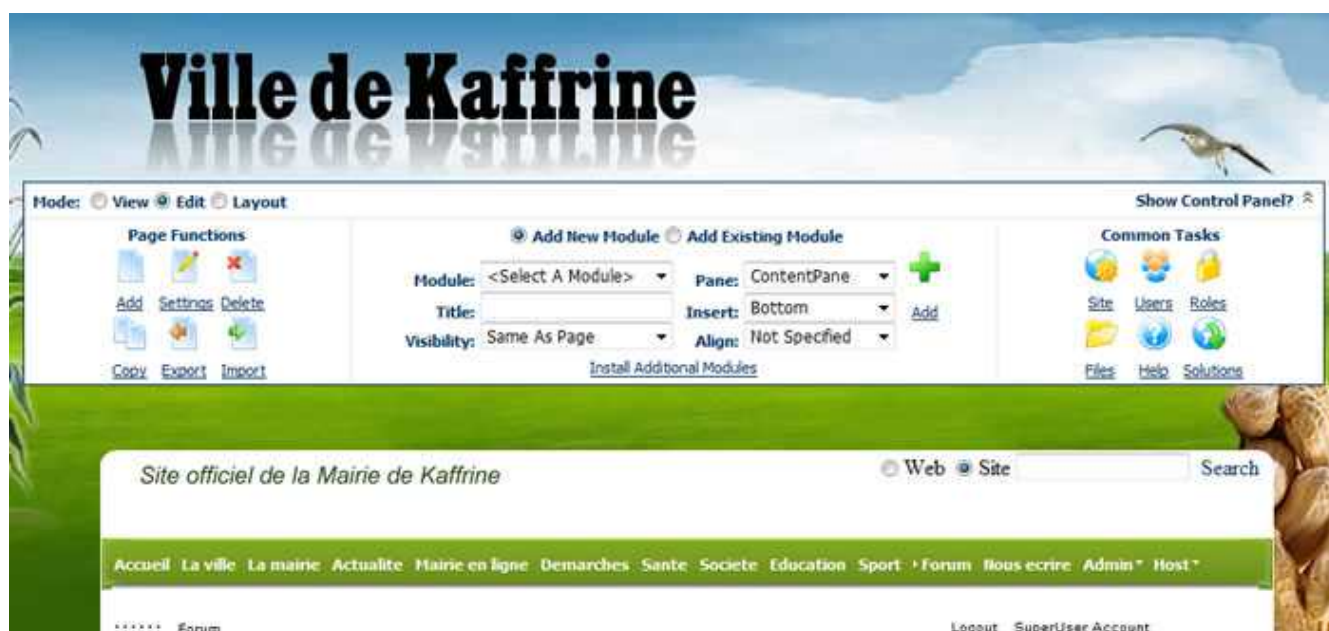 Ville de Kaffrine
Mode: View Edit Layout Show Control Panel?
Page Functions Add New Module Add Existing Module Common Tasks
Module: <Select A Module> Pane: ContentPane
Add Settings Delete Title: Insert: Bottom Add Site Users Roles
Visibility: Same As Page Align: Not Specified
Copy Export Import Install Additional Modules Files Help Solutions
Site officiel de la Mairie de Kaffrine Web Site Search
Accueil La ville La mairie Actualite Mairie en ligne Demarches Sante Societe Education Sport Forum Nous ecrire Admin Host
Forum Logout SuperUser Account